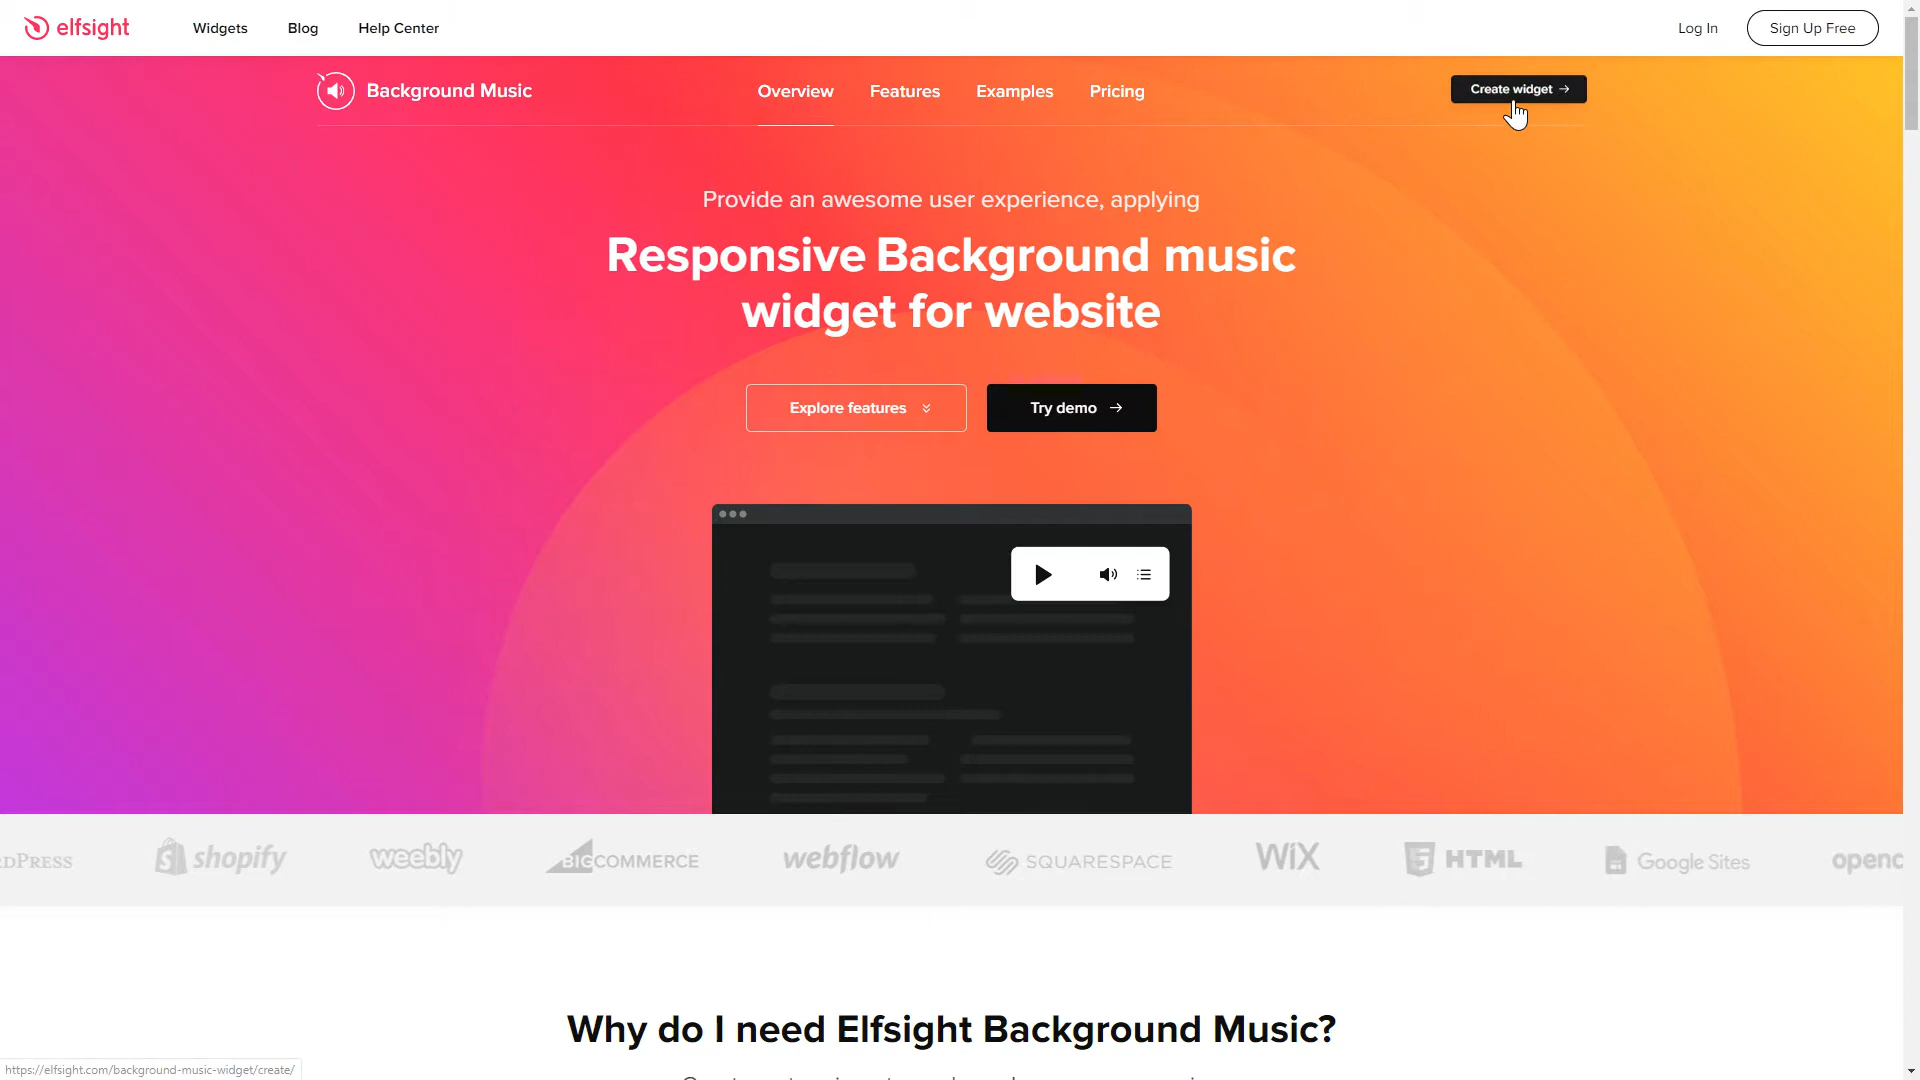 elfsight
Widgets
Blog
Help Center
Log In
Sign Up Free
Background Music
Overview
Features
Examples
Pricing
Create widget
Provide an awesome user experience, applying
Responsive Background music
widget for website
Explore features
Try demo
shopify
weebly
BIGCOMMERCE
webflow
SQUARESPACE
WiX
HTML
Google Sites
openc
Why do I need Elfsight Background Music?
https://elfsight.com/background-music-widget/create/